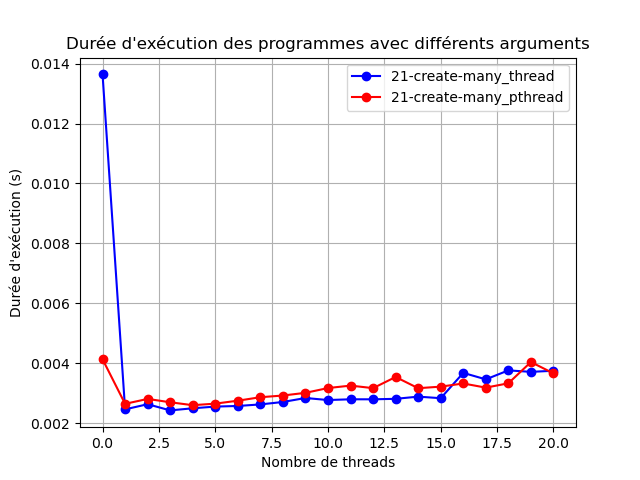 Durée d'exécution des programmes avec différents arguments
21-create-many_thread
21-create-many_pthread
0.014
0.012
0.010
0.008
0.006
0.004
0.002
Durée d'exécution (s)
0.0 2.5 5.0 7.5 10.0 12.5 15.0 17.5 20.0
Nombre de threads